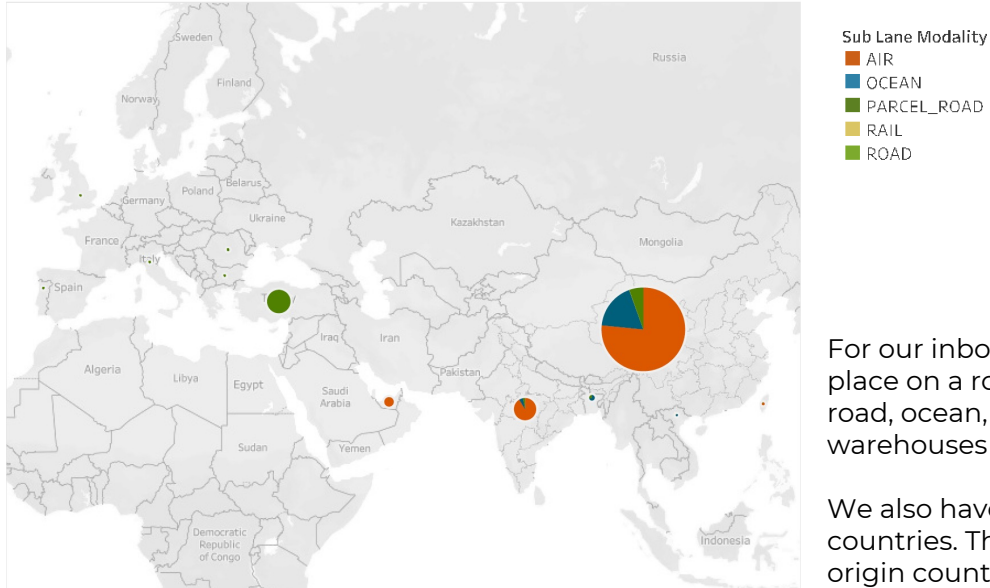 Sweden
Russia
Finland
Norway
Belarus
Poland
Germany
Ukraine
France
Kazakhstan
Mongolia
Italy
Spain
Iraq
Iran
Algeria
Libya
Egypt
Pakistan
Saudi
Arabia
Sudan
Yemen
Democratic
Republic
of Congo
Indonesia
Sub Lane Modality
AIR
OCEAN
PARCEL_ROAD
RAIL
ROAD
For our inbo
place on a ro
road, ocean,
warehouses
We also have
countries. Th
origin count